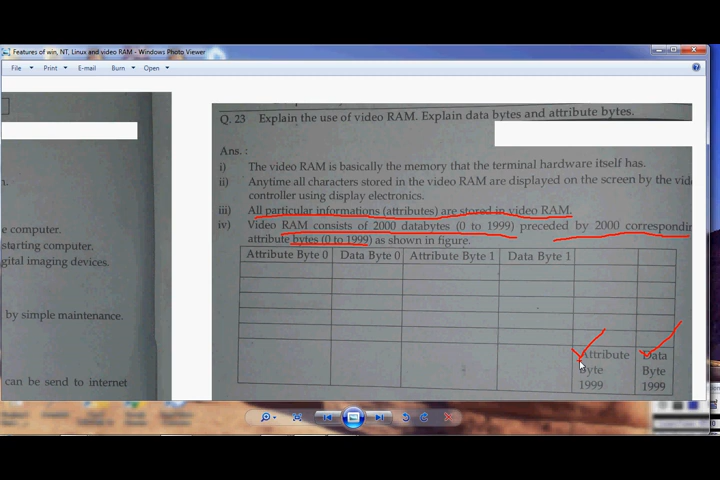 Features of win, NT, Linux and video RAM - Windows Photo Viewer
File Print E-mail Burn Open
Q. 23 Explain the use of video RAM. Explain data bytes and attribute bytes.
Ans. :
i) The video RAM is basically the memory that the terminal hardware itself has.
ii) Anytime all characters stored in the video RAM are displayed on the screen by the
controller using display electronics.
iii) All particular informations (attributes) are stored in video RAM.
iv) Video RAM consists of 2000 databytes (0 to 1999) preceded by 2000
attribute bytes (0 to 1999) as shown in figure.
Attribute Byte 0 Data Byte 0 Attribute Byte 1 Data Byte 1
Attribute Data
Byte Byte
1999 1999
e computer.
starting computer.
gital imaging devices.
by simple maintenance.
can be send to internet